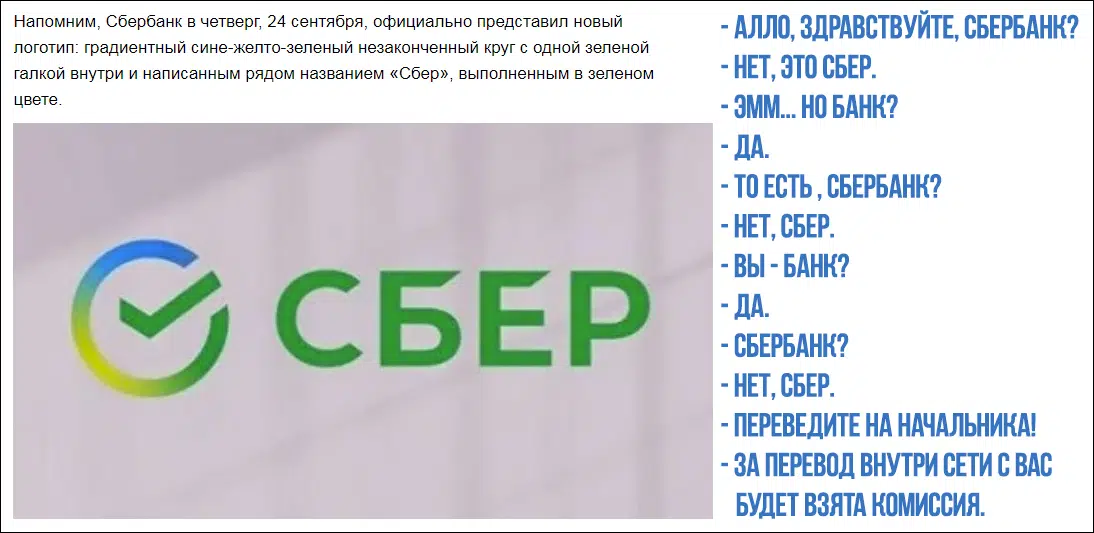 Напомним, Сбербанк в четверг, 24 сентября, официально представил новый
логотип: градиентный сине-желто-зеленый незаконченный круг с одной зеленой
галкой внутри и написанным рядом названием «Сбер», выполненным в зеленом
цвете.
СБЕР
- АЛЛО, ЗДРАВСТВУЙТЕ, СБЕРБАНК?
- НЕТ, ЭТО СБЕР.
- ЭММ... НО БАНК?
- ДА.
- ТО ЕСТЬ , СБЕРБАНК?
- НЕТ, СБЕР.
- ВЫ - БАНК?
- ДА.
- СБЕРБАНК?
- НЕТ, СБЕР.
- ПЕРЕВЕДИТЕ НА НАЧАЛЬНИКА!
- ЗА ПЕРЕВОД ВНУТРИ СЕТИ С ВАС
БУДЕТ ВЗЯТА КОМИССИЯ.